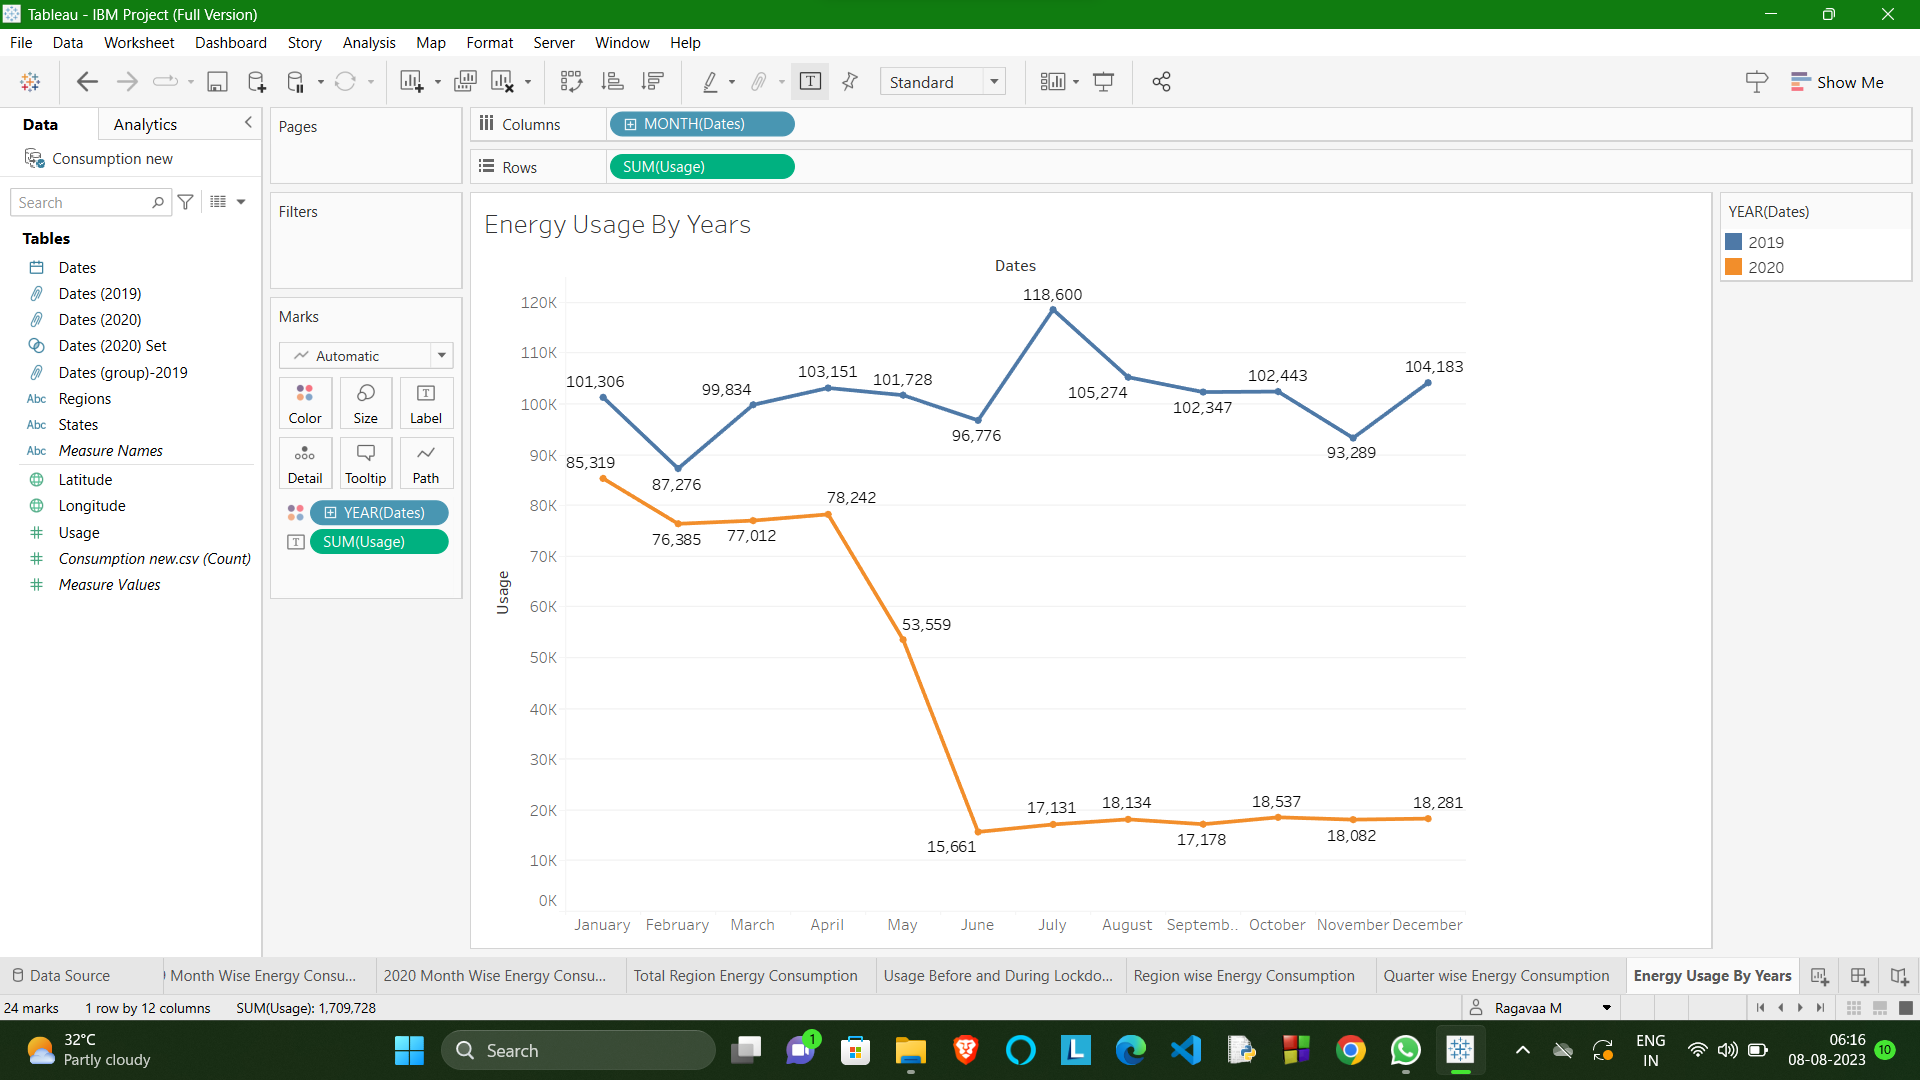 Tableau - IBM Project (Full Version)
File Data Worksheet Dashboard Story Analysis Map Format Server Window Help
Standard
Show Me
Data Analytics
Consumption new
Search
Tables
Dates
Dates (2019)
Dates (2020)
Dates (2020) Set
Dates (group)-2019
Abc Regions
Abc States
Abc Measure Names
Latitude
Longitude
Usage
Consumption new.csv (Count)
Measure Values
Pages
Filters
Marks
Automatic
Color Size Label
Detail Tooltip Path
YEAR(Dates)
SUM(Usage)
Columns MONTH(Dates)
Rows SUM(Usage)
Energy Usage By Years
Dates
Usage
120K
110K
100K
90K
80K
70K
60K
50K
40K
30K
20K
10K
0K
101,306
87,276
99,834
103,151
101,728
96,776
118,600
105,274
102,347
102,443
93,289
104,183
85,319
76,385
77,012
78,242
53,559
15,661
17,131
18,134
17,178
18,537
18,082
18,281
January February March April May June July August Septemb.. October November December
YEAR(Dates)
2019
2020
Data Source Month Wise Energy Consu... 2020 Month Wise Energy Consu... Total Region Energy Consumption Usage Before and During Lockdo... Region wise Energy Consumption Quarter wise Energy Consumption Energy Usage By Years
24 marks 1 row by 12 columns SUM(Usage): 1,709,728
Ragavaa M
32°C
Partly cloudy
Search
1
L
ENG
IN
06:16
08-08-2023
10